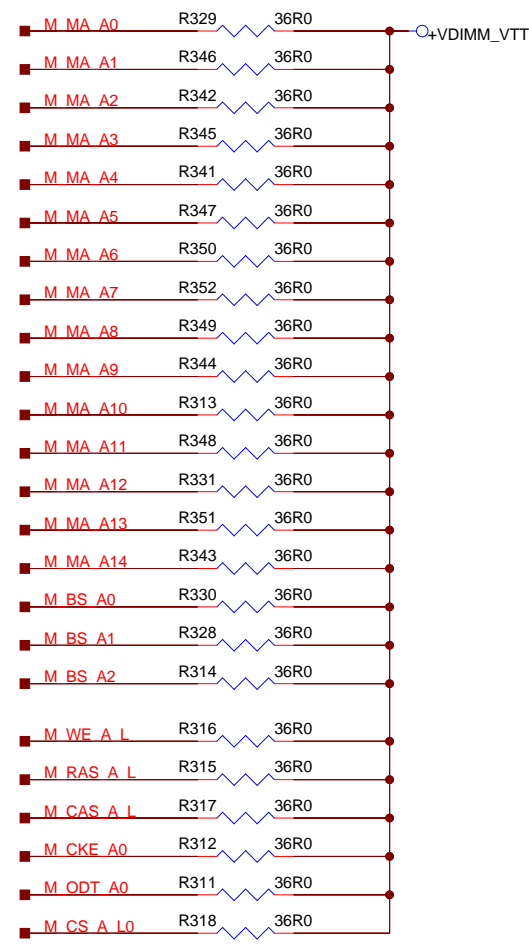 M_MA_A0 R329 36R0 +VDIMM_VTT
M_MA_A1 R346 36R0
M_MA_A2 R342 36R0
M_MA_A3 R345 36R0
M_MA_A4 R341 36R0
M_MA_A5 R347 36R0
M_MA_A6 R350 36R0
M_MA_A7 R352 36R0
M_MA_A8 R349 36R0
M_MA_A9 R344 36R0
M_MA_A10 R313 36R0
M_MA_A11 R348 36R0
M_MA_A12 R331 36R0
M_MA_A13 R351 36R0
M_MA_A14 R343 36R0
M_BS_A0 R330 36R0
M_BS_A1 R328 36R0
M_BS_A2 R314 36R0
M_WE_A_L R316 36R0
M_RAS_A_L R315 36R0
M_CAS_A_L R317 36R0
M_CKE_A0 R312 36R0
M_ODT_A0 R311 36R0
M_CS_A_L0 R318 36R0